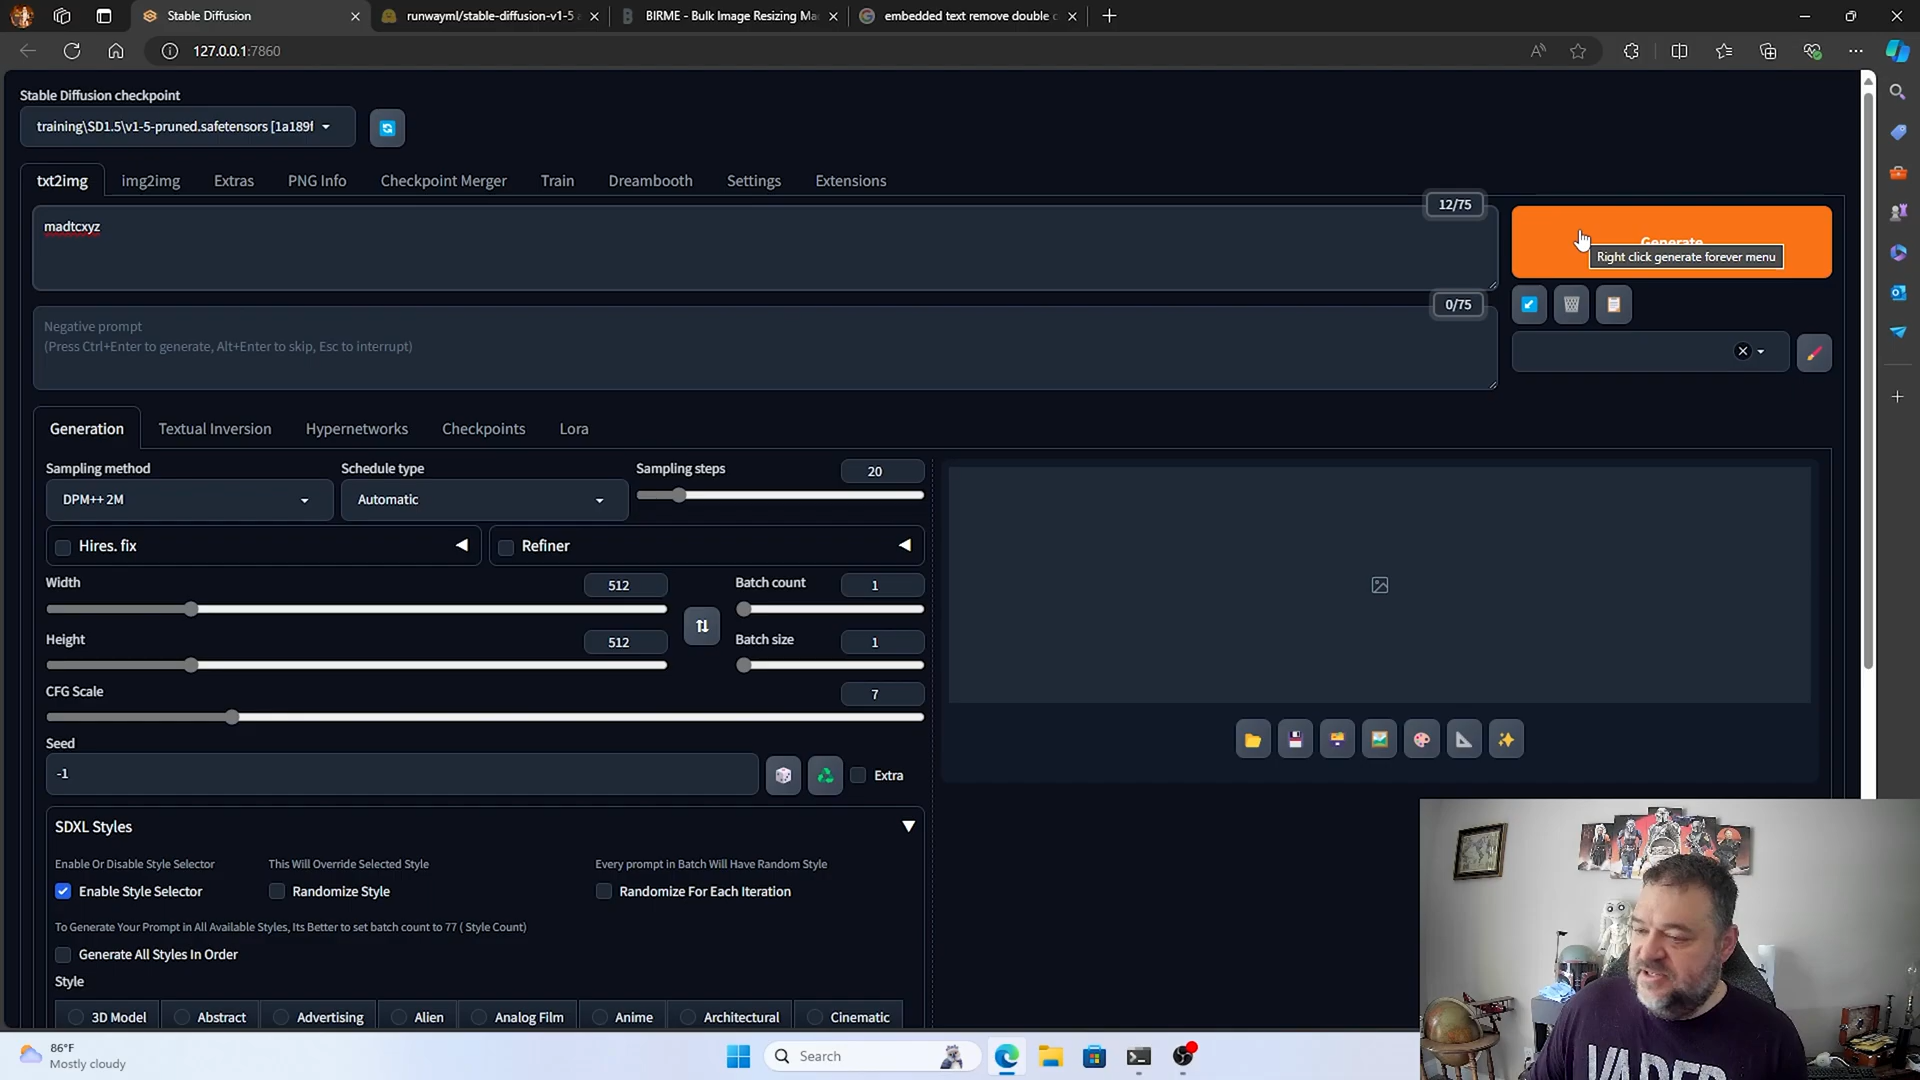 Stable Diffusion
runwayml/stable-diffusion-v1-5 a
BIRME - Bulk Image Resizing Ma
embedded text remove double c
127.0.0.1:7860
Stable Diffusion checkpoint
training\SD1.5\v1-5-pruned.safetensors [1a189f
txt2img
img2img
Extras
PNG Info
Checkpoint Merger
Train
Dreambooth
Settings
Extensions
12/75
madtcxyz
Generate
Right click generate forever menu
0/75
Negative prompt
(Press Ctrl+Enter to generate, Alt+Enter to skip, Esc to interrupt)
Generation
Textual Inversion
Hypernetworks
Checkpoints
Lora
Sampling method
Schedule type
Sampling steps
20
DPM++ 2M
Automatic
Hires. fix
Refiner
Width
512
Batch count
1
Height
512
Batch size
1
CFG Scale
7
Seed
-1
Extra
SDXL Styles
Enable Or Disable Style Selector
This Will Override Selected Style
Every prompt in Batch Will Have Random Style
Enable Style Selector
Randomize Style
Randomize For Each Iteration
To Generate Your Prompt in All Available Styles, Its Better to set batch count to 77 ( Style Count)
Generate All Styles In Order
Style
3D Model
Abstract
Advertising
Alien
Analog Film
Anime
Architectural
Cinematic
86°F
Mostly cloudy
Search
VADER